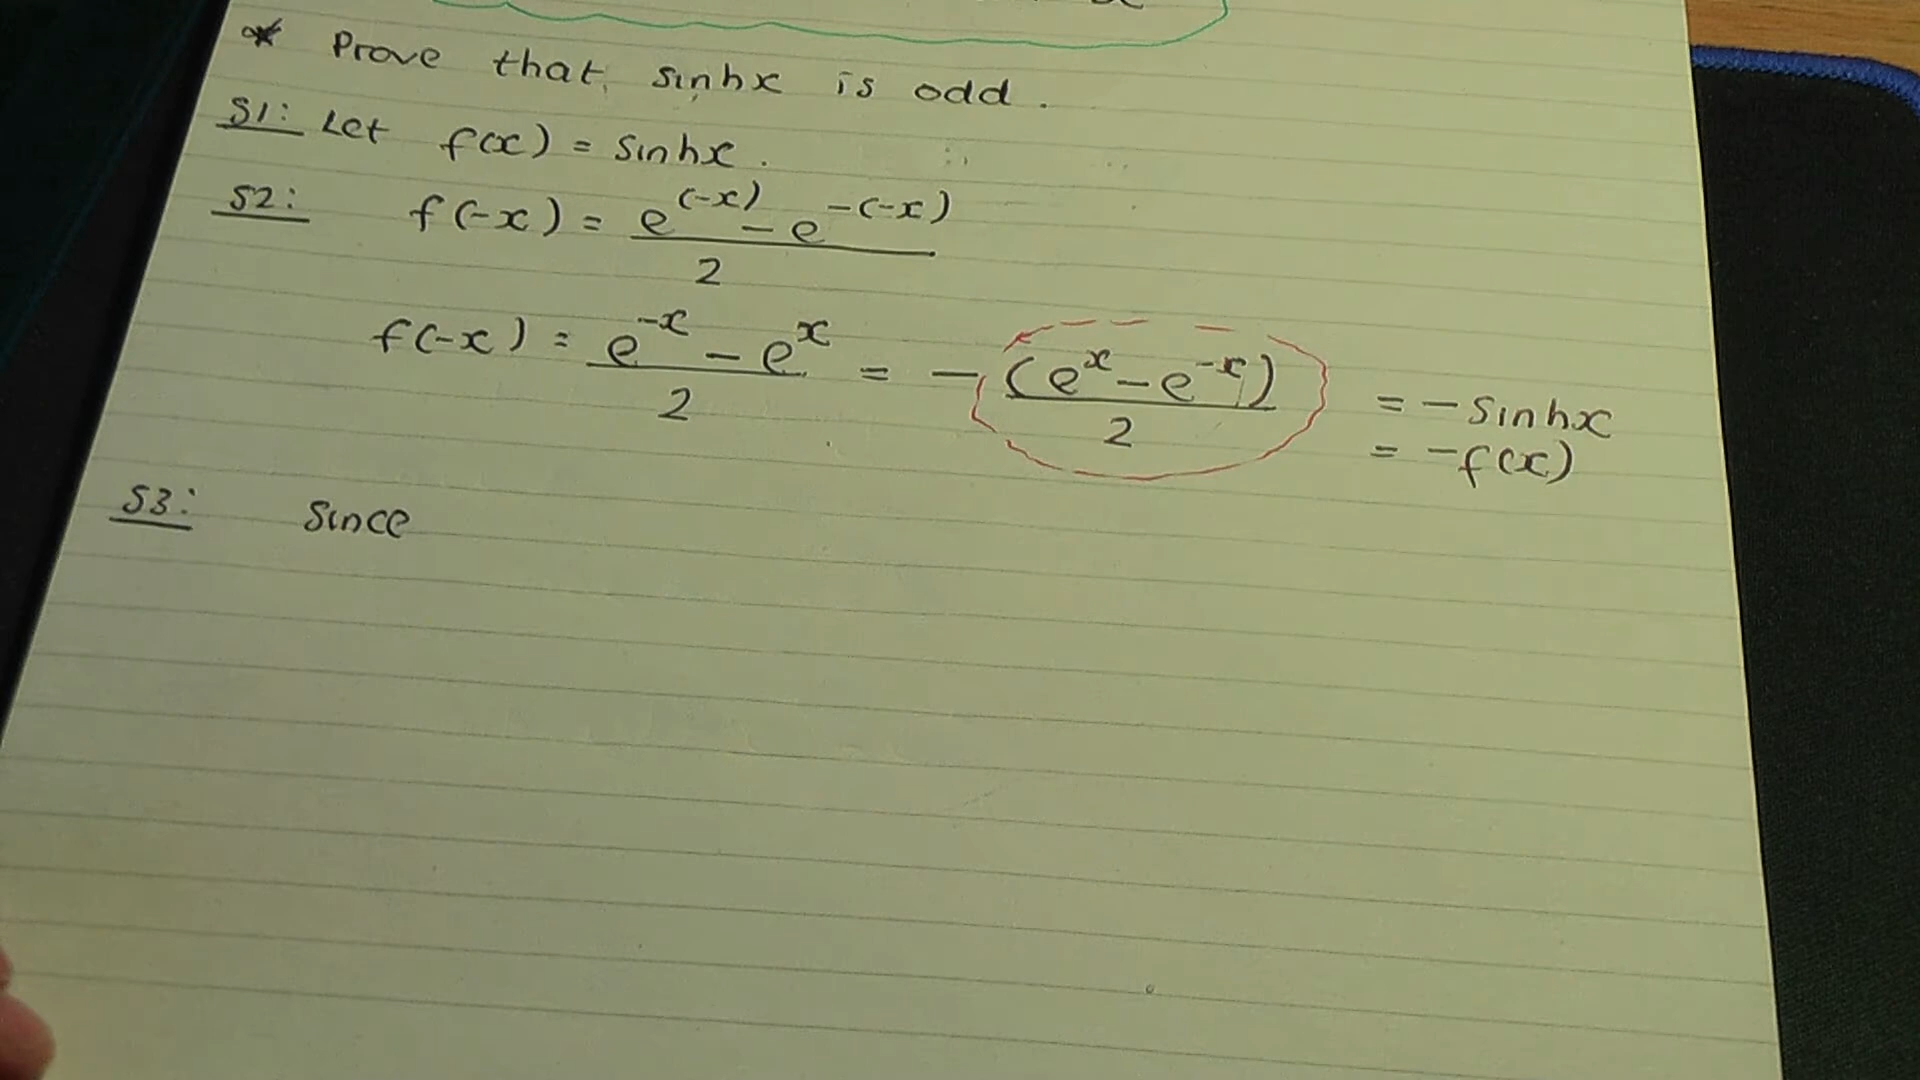 * Prove that sinhx is odd.
S1: Let f(x) = sinhx.
S2: f(-x) = e^(-x) - e^-(-x) / 2
f(-x) = e^-x - e^x / 2 = - (e^x - e^-x) / 2 = - sinhx
= -f(x)
S3: Since